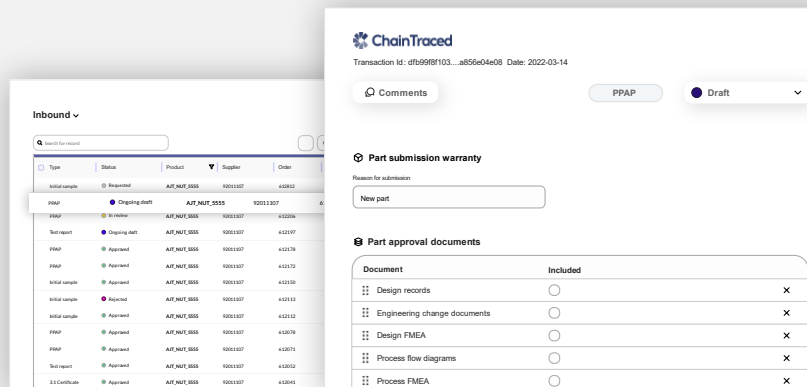 ChainTraced
Transaction Id: dfb99f8f103....a856e04e08 Date: 2022-03-14
Comments
PPAP
Draft
Part submission warranty
Reason for submission
New part
Part approval documents
Document Included
Design records
Engineering change documents
Design FMEA
Process flow diagrams
Process FMEA
Inbound
Search for record
Type Status Product Supplier Order
Initial sample Requested AJT_NUT_5555 92011107 612812
PPAP Ongoing draft AJT_NUT_5555 92011107
PPAP In review AJT_NUT_5555 92011107 612206
Test report Ongoing daft AJT_NUT_5555 92011107 612197
PPAP Approved AJT_NUT_5555 92011107 612178
PPAP Approved AJT_NUT_5555 92011107 612172
Initial sample Approved AJT_NUT_5555 92011107 612150
Initial sample Rejected AJT_NUT_5555 92011107 612113
Initial sample Approved AJT_NUT_5555 92011107 612112
PPAP Approved AJT_NUT_5555 92011107 612078
PPAP Approved AJT_NUT_5555 92011107 612071
Test report Approved AJT_NUT_5555 92011107 612052
3.1 Certificate Approved AJT_NUT_5555 92011107 612041